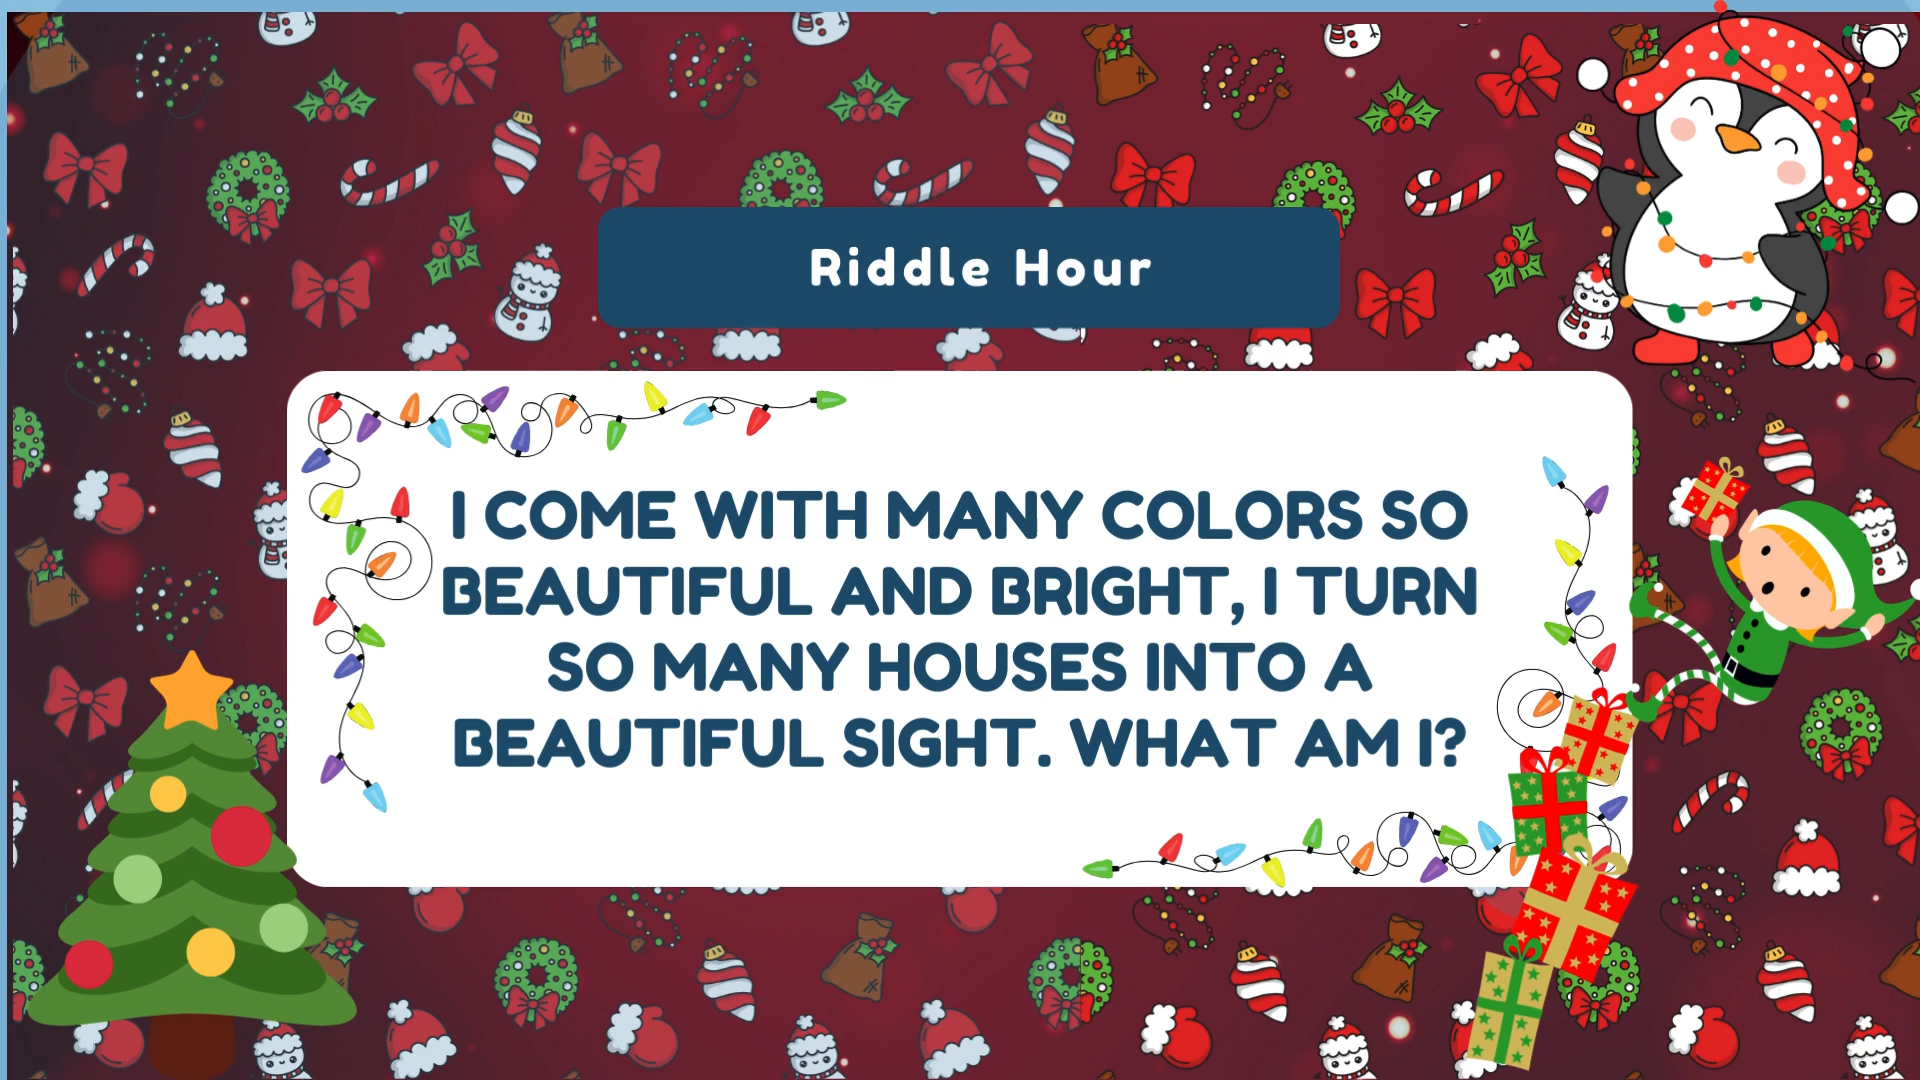 Riddle Hour
I COME WITH MANY COLORS SO
BEAUTIFUL AND BRIGHT, I TURN
SO MANY HOUSES INTO A
BEAUTIFUL SIGHT. WHAT AM I?